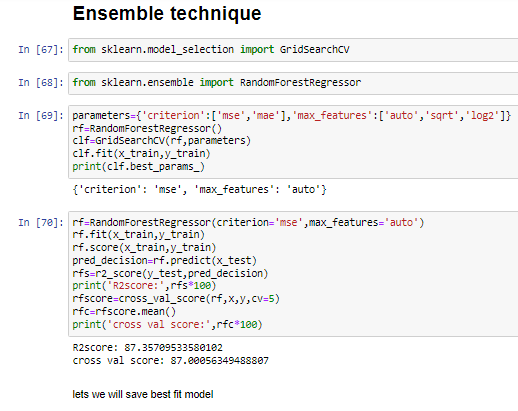 Ensemble technique
In [67]: from sklearn.model_selection import GridSearchCV
In [68]: from sklearn.ensemble import RandomForestRegressor
In [69]: parameters={'criterion':['mse','mae'],'max_features':['auto','sqrt','log2']}
rf=RandomForestRegressor()
clf=GridSearchCV(rf,parameters)
clf.fit(x_train,y_train)
print(clf.best_params_)
{'criterion': 'mse', 'max_features': 'auto'}
In [70]: rf=RandomForestRegressor(criterion='mse',max_features='auto')
rf.fit(x_train,y_train)
rf.score(x_train,y_train)
pred_decision=rf.predict(x_test)
rfs=r2_score(y_test,pred_decision)
print('R2score:',rfs*100)
rfscore=cross_val_score(rf,x,y,cv=5)
rfc=rfscore.mean()
print('cross val score:',rfc*100)
R2score: 87.35709533580102
cross val score: 87.00056349488807
lets we will save best fit model